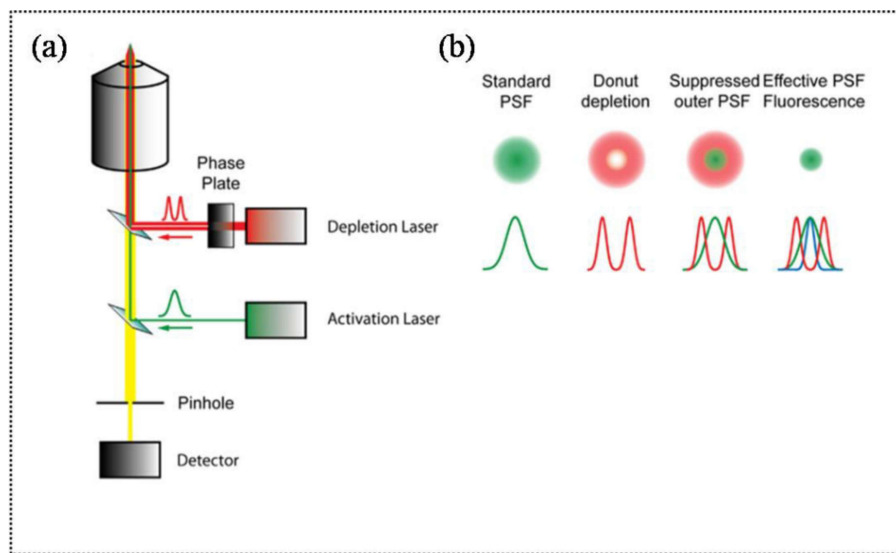 (a)
Phase
Plate
Depletion Laser
Activation Laser
Pinhole
Detector
(b)
Standard
PSF
Donut
depletion
Suppressed
outer PSF
Effective PSF
Fluorescence